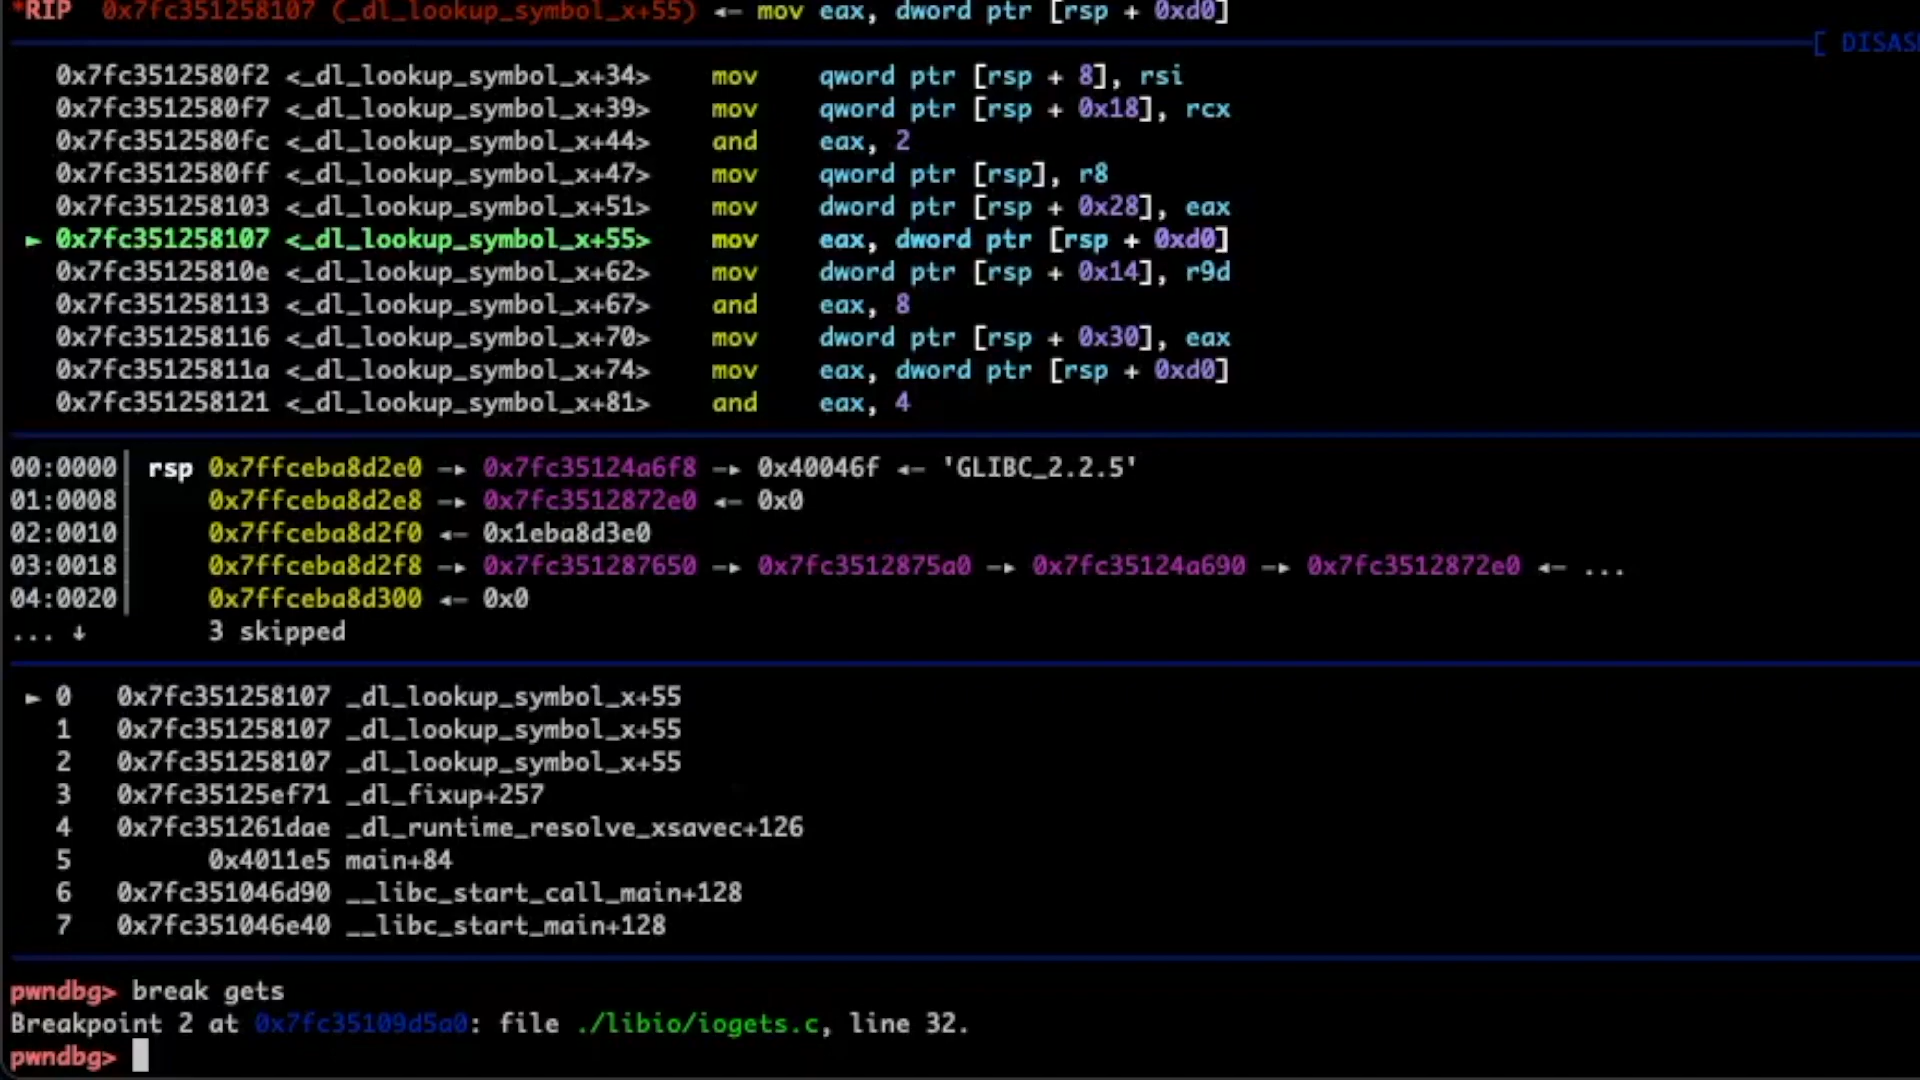 *RIP  0x7fc351258107 (_dl_lookup_symbol_x+55) ◂— mov eax, dword ptr [rsp + 0xd0]
[ DISAS
0x7fc3512580f2 <_dl_lookup_symbol_x+34>    mov    qword ptr [rsp + 8], rsi
0x7fc3512580f7 <_dl_lookup_symbol_x+39>    mov    qword ptr [rsp + 0x18], rcx
0x7fc3512580fc <_dl_lookup_symbol_x+44>    and    eax, 2
0x7fc3512580ff <_dl_lookup_symbol_x+47>    mov    qword ptr [rsp], r8
0x7fc351258103 <_dl_lookup_symbol_x+51>    mov    dword ptr [rsp + 0x28], eax
► 0x7fc351258107 <_dl_lookup_symbol_x+55>    mov    eax, dword ptr [rsp + 0xd0]
0x7fc35125810e <_dl_lookup_symbol_x+62>    mov    dword ptr [rsp + 0x14], r9d
0x7fc351258113 <_dl_lookup_symbol_x+67>    and    eax, 8
0x7fc351258116 <_dl_lookup_symbol_x+70>    mov    dword ptr [rsp + 0x30], eax
0x7fc35125811a <_dl_lookup_symbol_x+74>    mov    eax, dword ptr [rsp + 0xd0]
0x7fc351258121 <_dl_lookup_symbol_x+81>    and    eax, 4
00:0000│ rsp 0x7ffceba8d2e0 —▸ 0x7fc35124a6f8 —▸ 0x40046f ◂— 'GLIBC_2.2.5'
01:0008│     0x7ffceba8d2e8 —▸ 0x7fc3512872e0 ◂— 0x0
02:0010│     0x7ffceba8d2f0 ◂— 0x1eba8d3e0
03:0018│     0x7ffceba8d2f8 —▸ 0x7fc351287650 —▸ 0x7fc3512875a0 —▸ 0x7fc35124a690 —▸ 0x7fc3512872e0 ◂— ...
04:0020│     0x7ffceba8d300 ◂— 0x0
... ↓        3 skipped
► 0   0x7fc351258107 _dl_lookup_symbol_x+55
1   0x7fc351258107 _dl_lookup_symbol_x+55
2   0x7fc351258107 _dl_lookup_symbol_x+55
3   0x7fc35125ef71 _dl_fixup+257
4   0x7fc351261dae _dl_runtime_resolve_xsavec+126
5         0x4011e5 main+84
6   0x7fc351046d90 __libc_start_call_main+128
7   0x7fc351046e40 __libc_start_main+128
pwndbg> break gets
Breakpoint 2 at 0x7fc35109d5a0: file ./libio/iogets.c, line 32.
pwndbg>